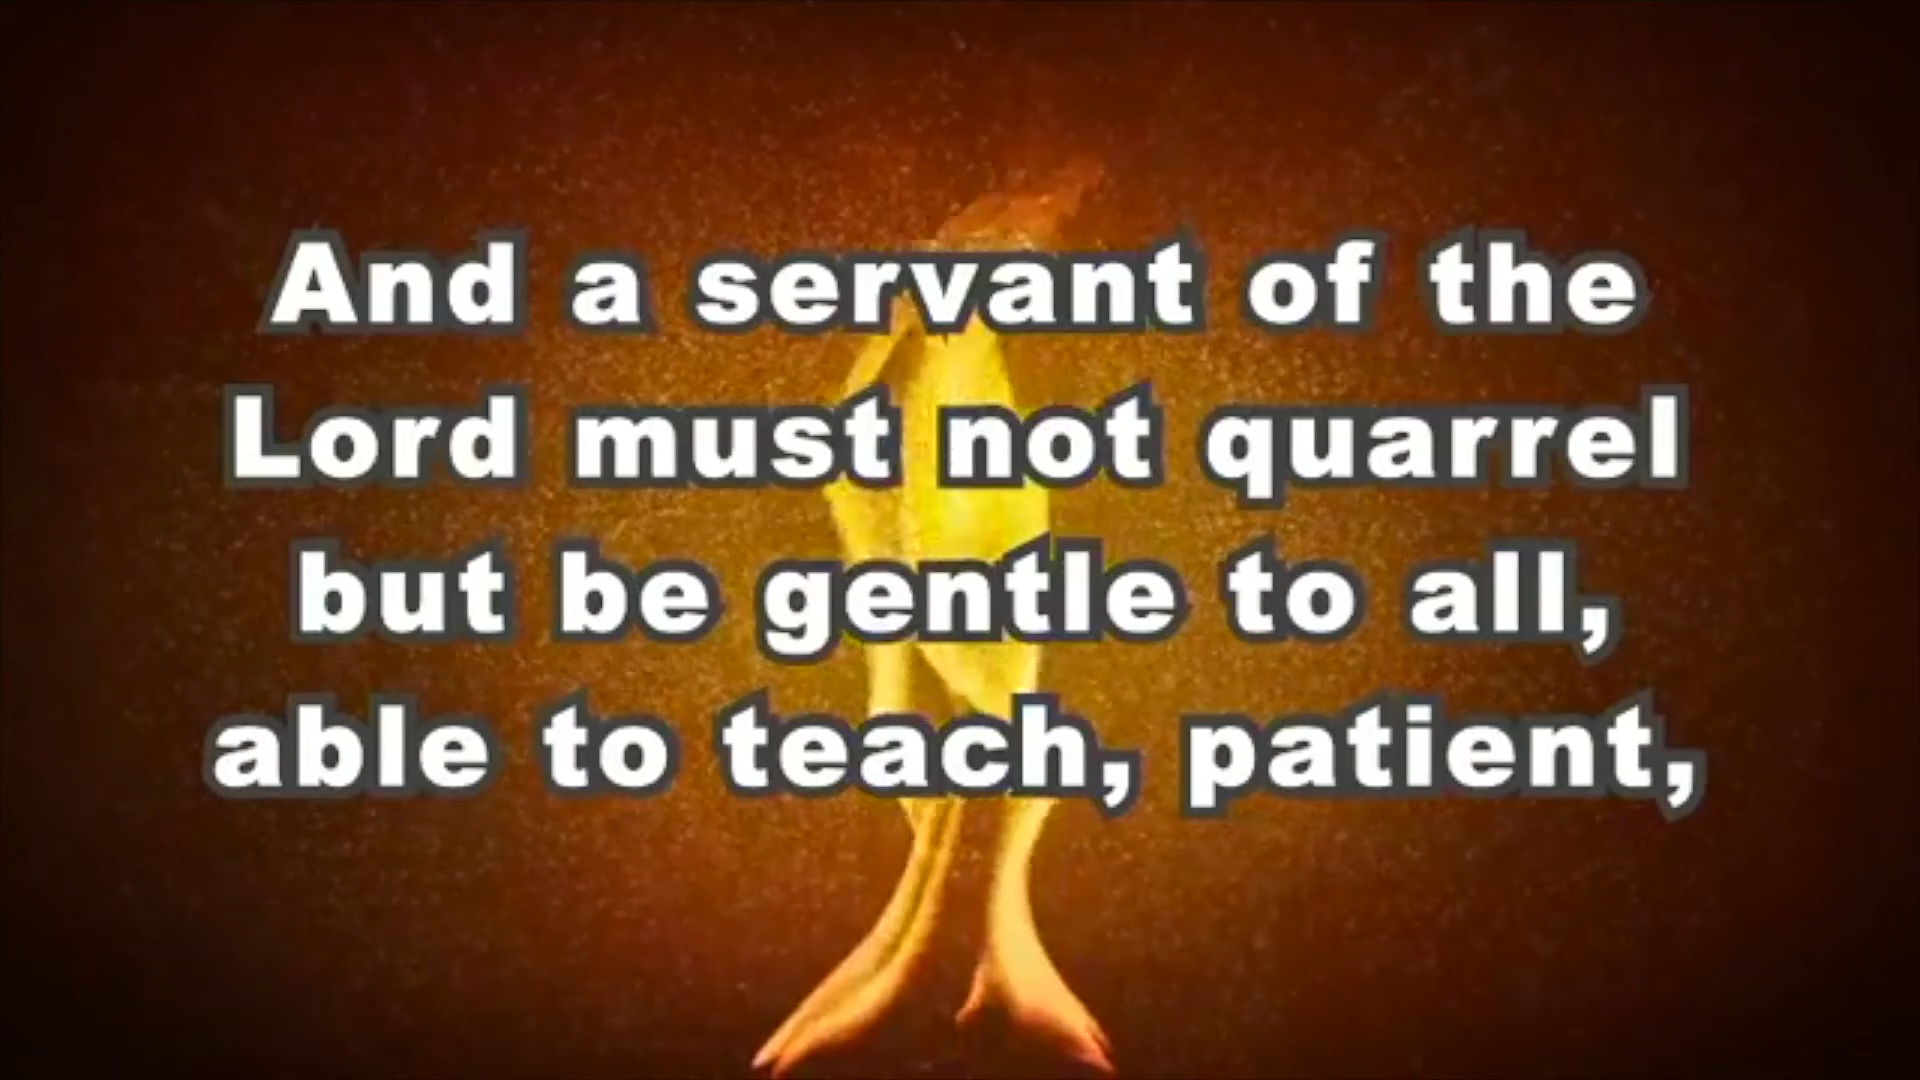 And a servant of the
Lord must not quarrel
but be gentle to all,
able to teach, patient,